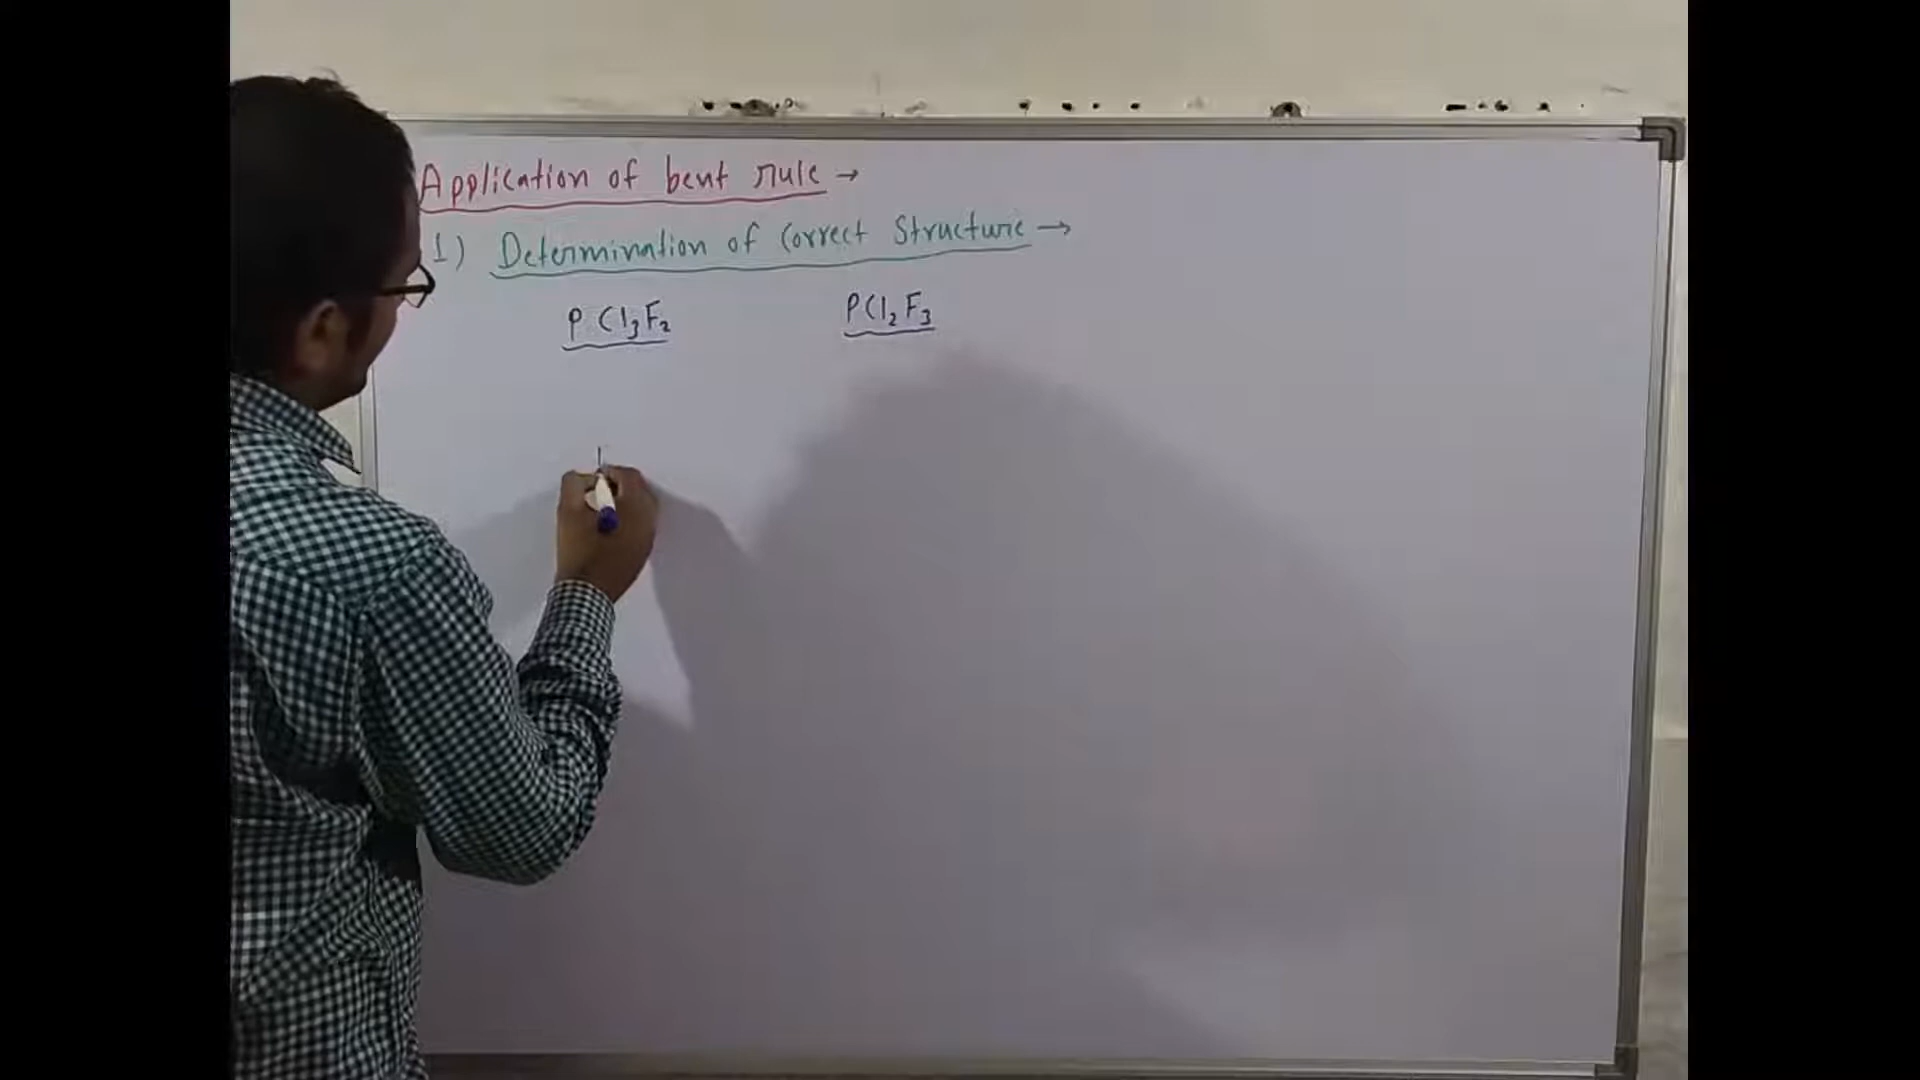 Application of bent rule →
1) Determination of Correct Structure →
PCl3F2 PCl2F3